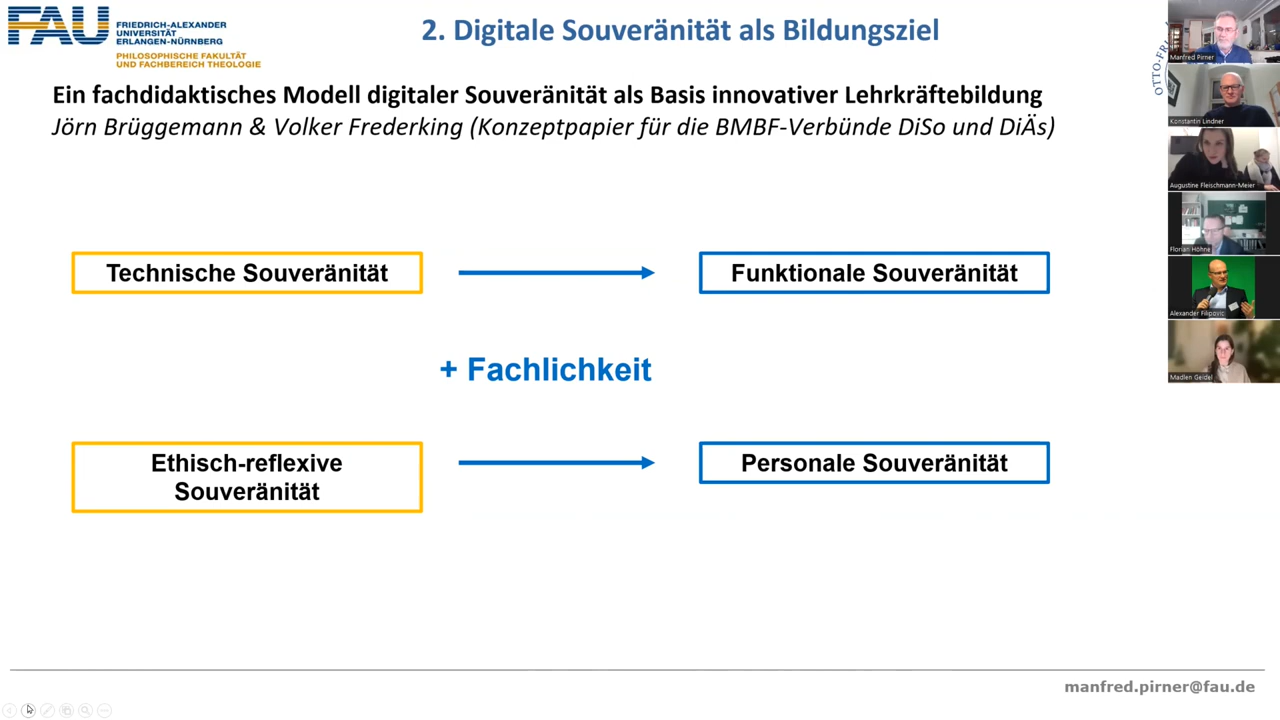 FAU
FRIEDRICH-ALEXANDER
UNIVERSITÄT
ERLANGEN-NÜRNBERG
PHILOSOPHISCHE FAKULTÄT
UND FACHBEREICH THEOLOGIE
2. Digitale Souveränität als Bildungsziel
Ein fachdidaktisches Modell digitaler Souveränität als Basis innovativer Lehrkräftebildung
Jörn Brüggemann & Volker Frederking (Konzeptpapier für die BMBF-Verbünde DiSo und DiÄs)
Technische Souveränität
Funktionale Souveränität
+ Fachlichkeit
Ethisch-reflexive
Souveränität
Personale Souveränität
manfred.pirner@fau.de
OTTO-FRI
Manfred Pirner
Konstantin Lindner
Augustine Fleischmann-Meier
Florian Höhne
Alexander Filipovic
Madlen Geidel